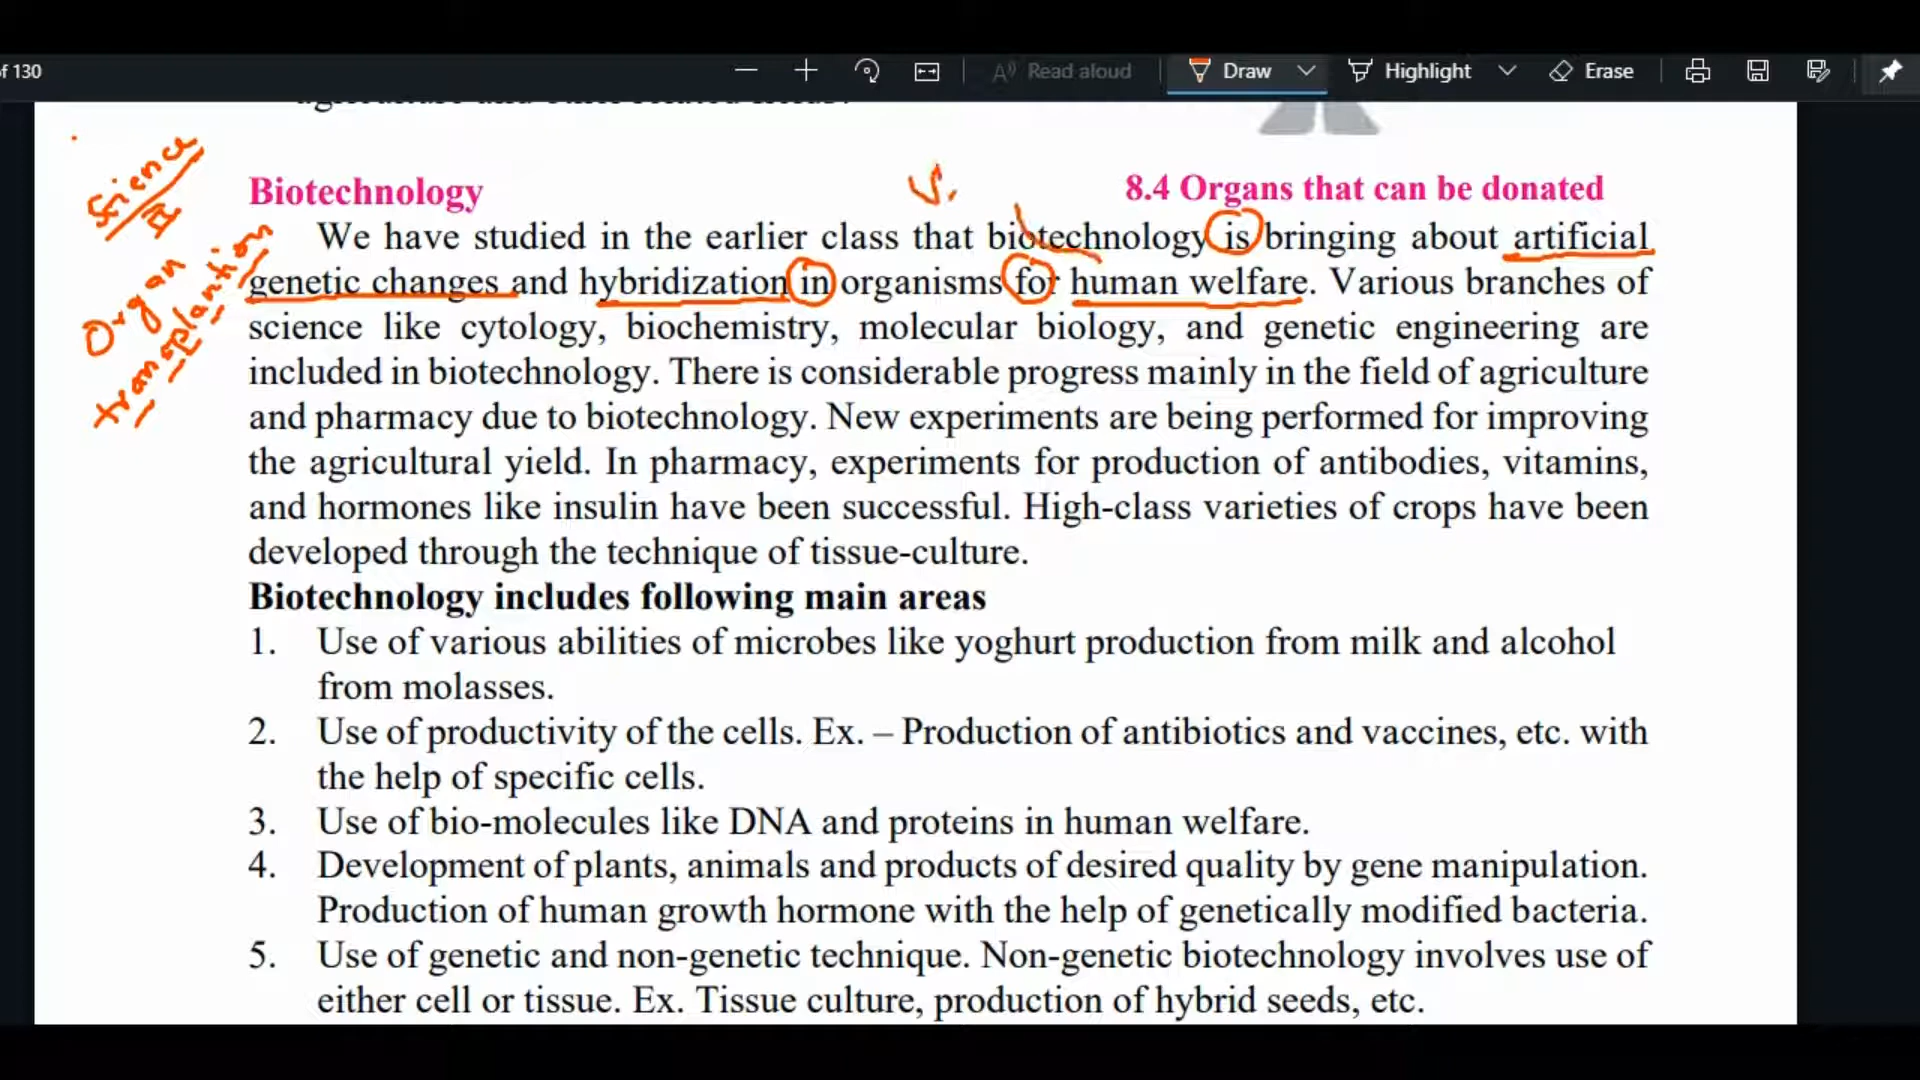 f 130
Read aloud
Draw
Highlight
Erase
Science
II
Organ
transplantion
Biotechnology
8.4 Organs that can be donated
We have studied in the earlier class that biotechnology is bringing about artificial
genetic changes and hybridization in organisms for human welfare. Various branches of
science like cytology, biochemistry, molecular biology, and genetic engineering are
included in biotechnology. There is considerable progress mainly in the field of agriculture
and pharmacy due to biotechnology. New experiments are being performed for improving
the agricultural yield. In pharmacy, experiments for production of antibodies, vitamins,
and hormones like insulin have been successful. High-class varieties of crops have been
developed through the technique of tissue-culture.
Biotechnology includes following main areas
1. Use of various abilities of microbes like yoghurt production from milk and alcohol
from molasses.
2. Use of productivity of the cells. Ex. – Production of antibiotics and vaccines, etc. with
the help of specific cells.
3. Use of bio-molecules like DNA and proteins in human welfare.
4. Development of plants, animals and products of desired quality by gene manipulation.
Production of human growth hormone with the help of genetically modified bacteria.
5. Use of genetic and non-genetic technique. Non-genetic biotechnology involves use of
either cell or tissue. Ex. Tissue culture, production of hybrid seeds, etc.